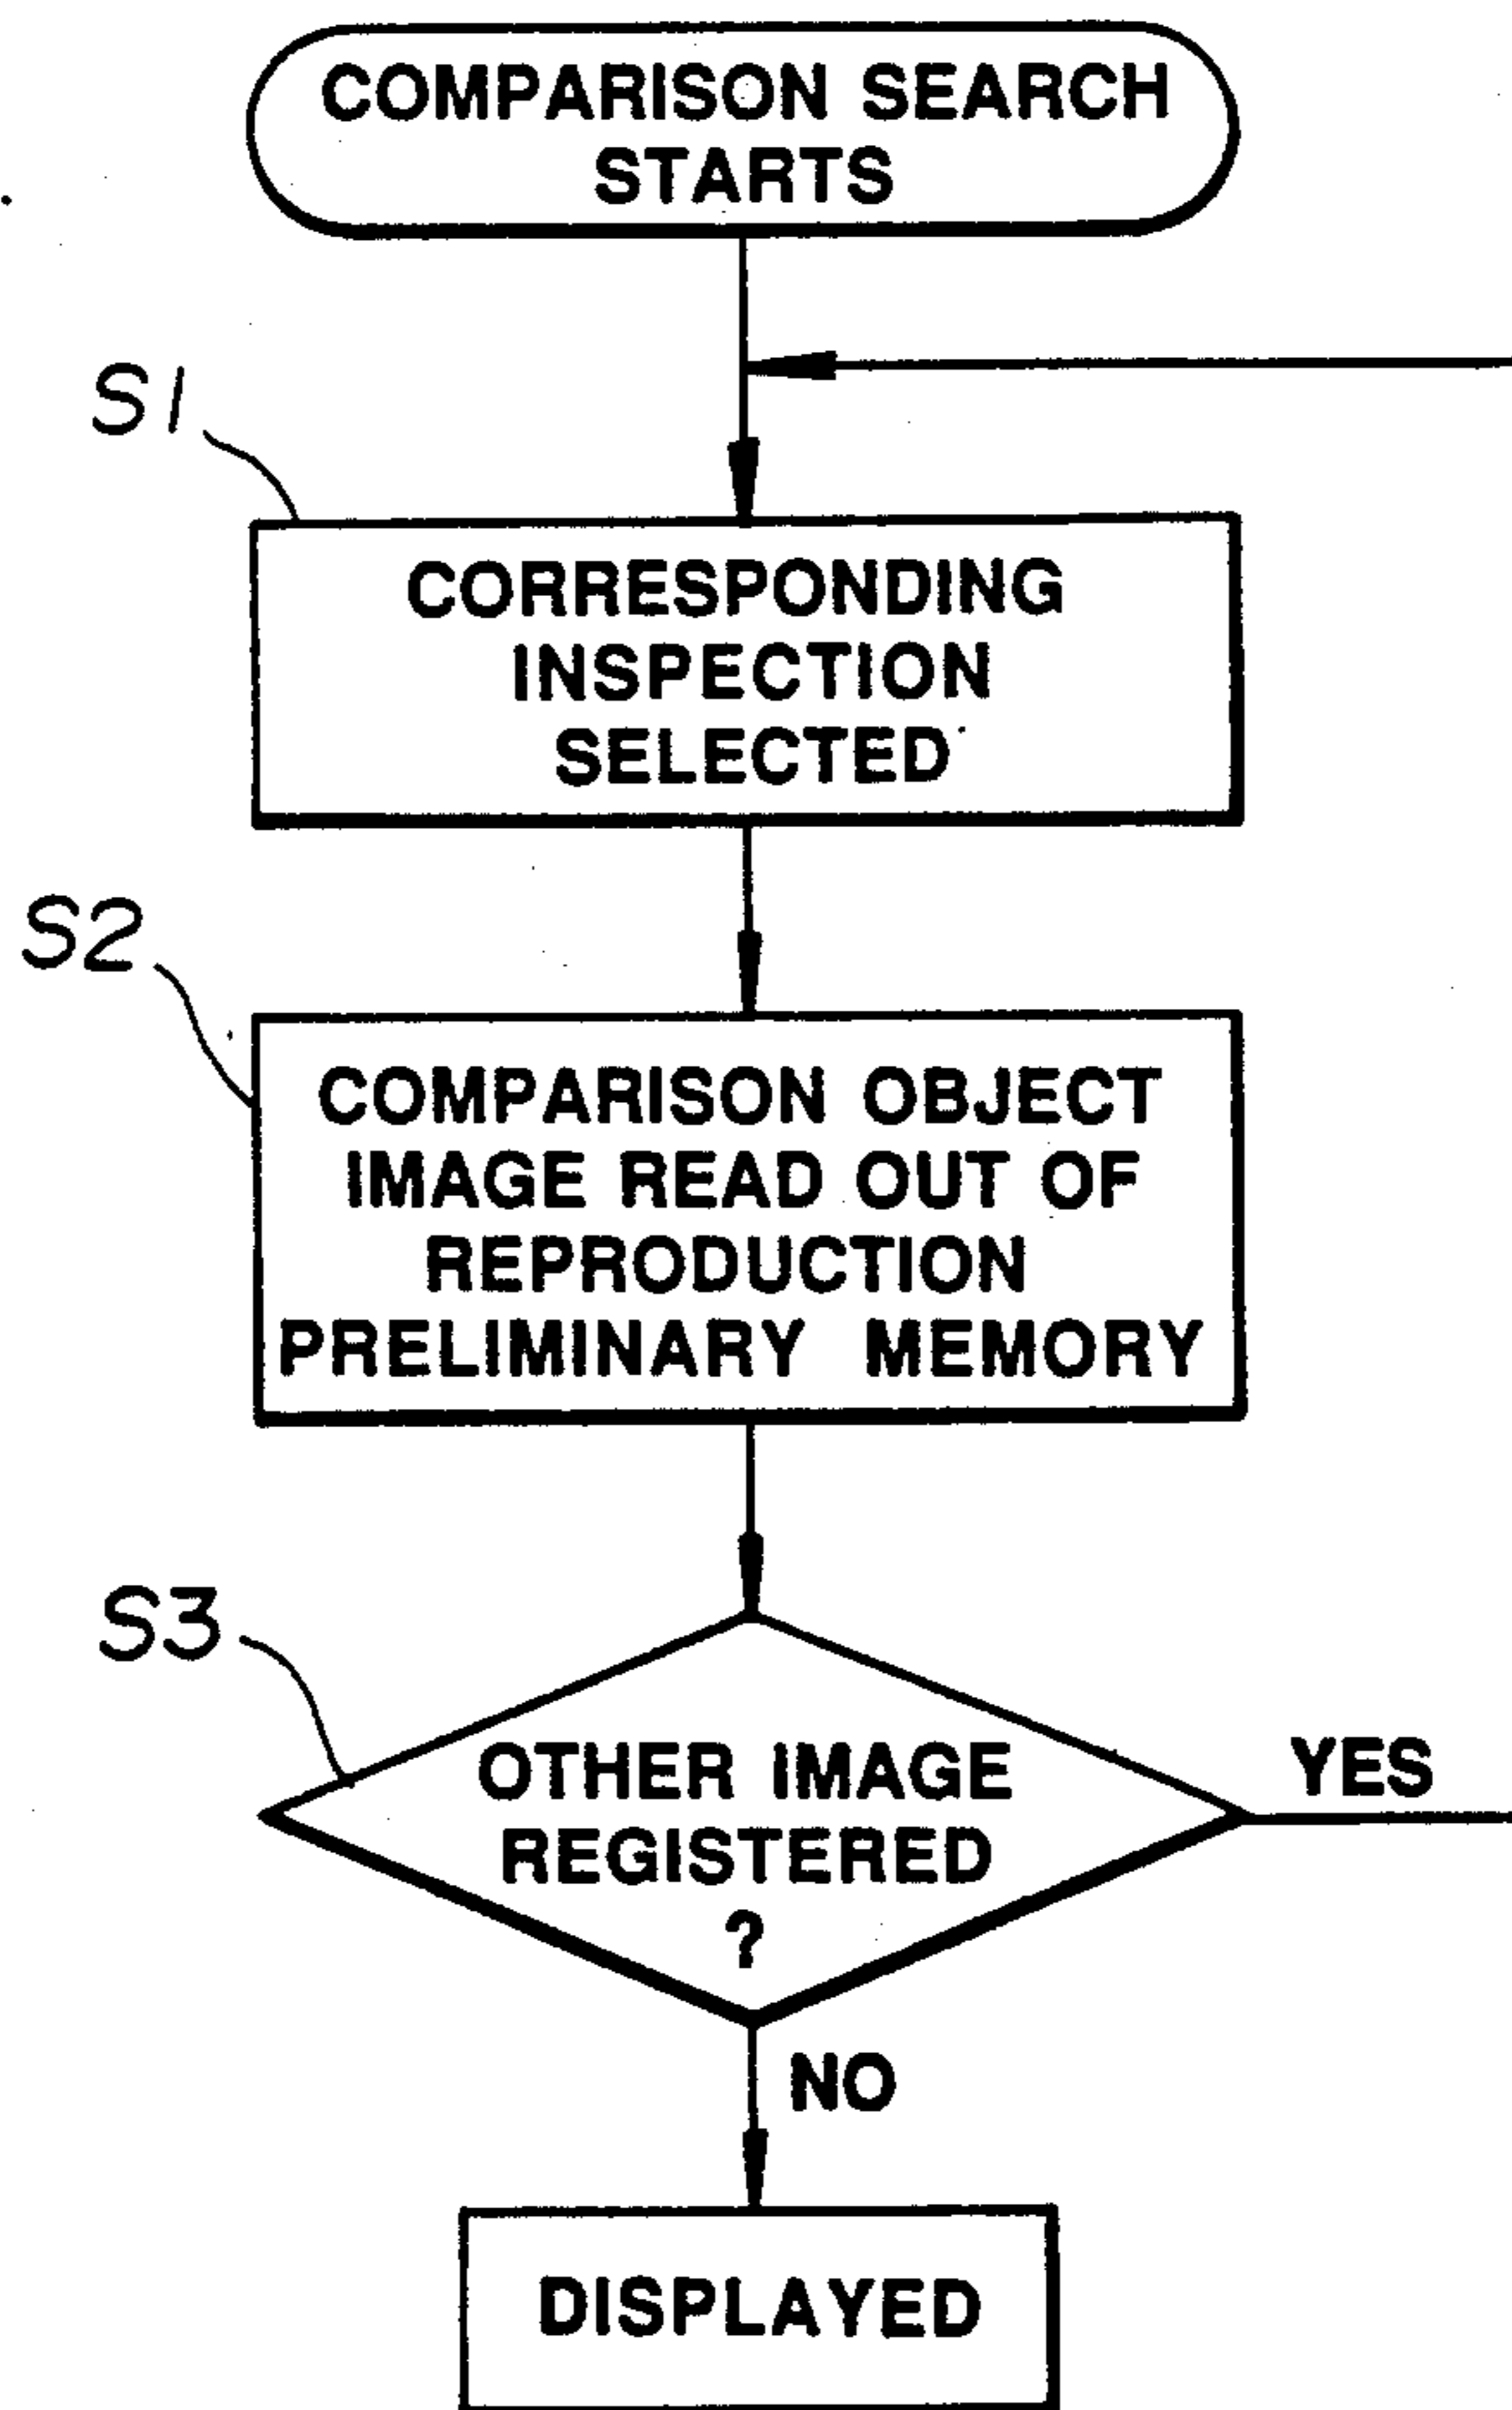 COMPARISON SEARCH
STARTS
S1
CORRESPONDING
INSPECTION
SELECTED
S2
COMPARISON OBJECT
IMAGE READ OUT OF
REPRODUCTION
PRELIMINARY MEMORY
S3
OTHER IMAGE
REGISTERED
?
YES
NO
DISPLAYED